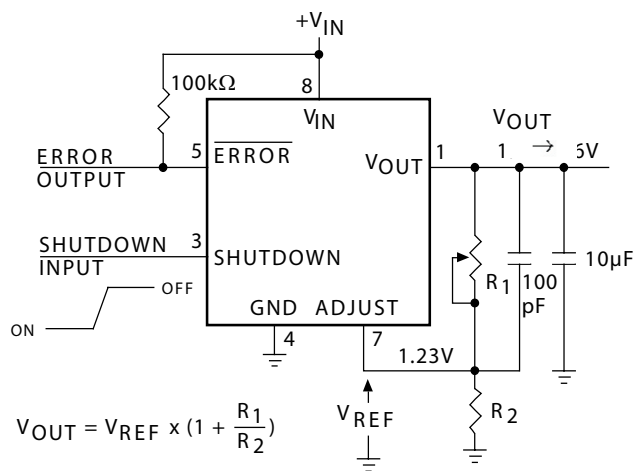 +VIN
100kΩ
8
VIN
ERROR
OUTPUT
5
ERROR
VOUT
1
VOUT
1 → 6V
SHUTDOWN
INPUT
3
SHUTDOWN
R1
100
pF
10µF
OFF
ON
GND ADJUST
4
7
1.23V
VREF
R2
VOUT = VREF x (1 + R1/R2)